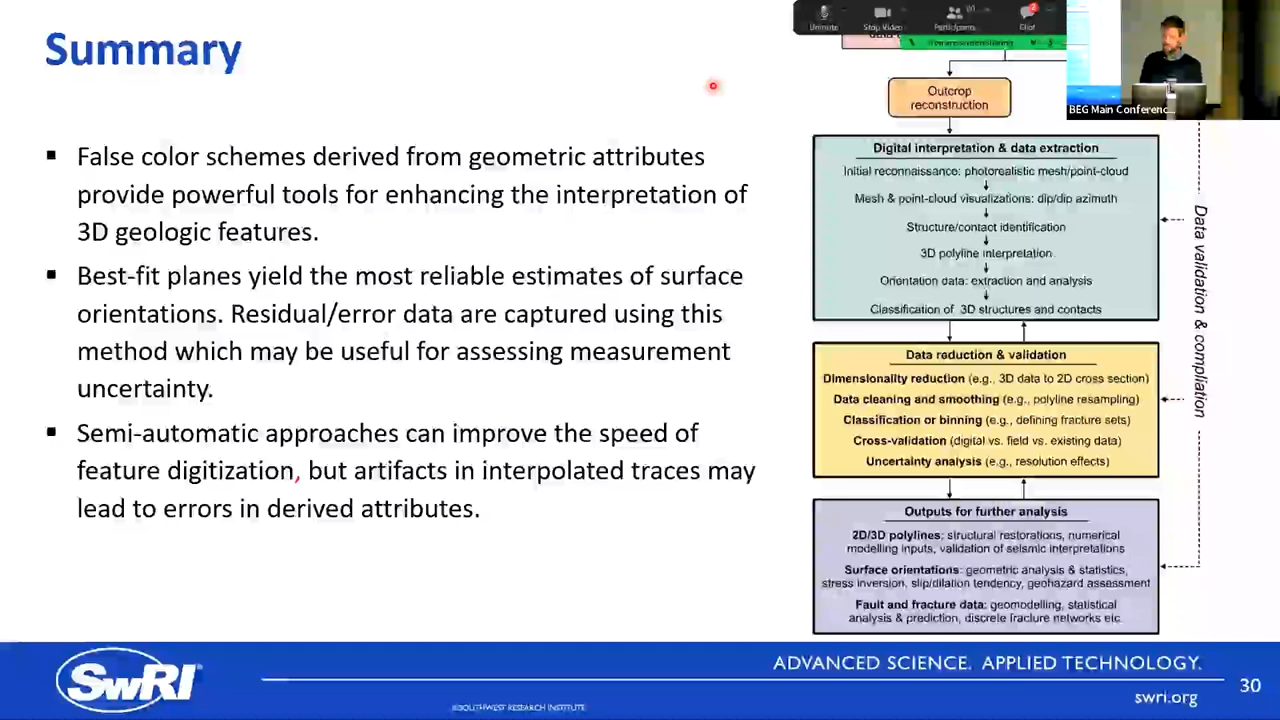 Summary
▪ False color schemes derived from geometric attributes
provide powerful tools for enhancing the interpretation of
3D geologic features.
▪ Best-fit planes yield the most reliable estimates of surface
orientations. Residual/error data are captured using this
method which may be useful for assessing measurement
uncertainty.
▪ Semi-automatic approaches can improve the speed of
feature digitization, but artifacts in interpolated traces may
lead to errors in derived attributes.
Unmute
Stop Video
Participants
Chat
2
BEG Main Conferenc...
Outcrop
reconstruction
Digital interpretation & data extraction
Initial reconnaissance: photorealistic mesh/point-cloud
Mesh & point-cloud visualizations: dip/dip azimuth
Structure/contact identification
3D polyline interpretation
Orientation data: extraction and analysis
Classification of 3D structures and contacts
Data reduction & validation
Dimensionality reduction (e.g., 3D data to 2D cross section)
Data cleaning and smoothing (e.g., polyline resampling)
Classification or binning (e.g., defining fracture sets)
Cross-validation (digital vs. field vs. existing data)
Uncertainty analysis (e.g., resolution effects)
Outputs for further analysis
2D/3D polylines: structural restorations, numerical
modelling inputs, validation of seismic interpretations
Surface orientations: geometric analysis & statistics,
stress inversion, slip/dilation tendency, geohazard assessment
Fault and fracture data: geomodelling, statistical
analysis & prediction, discrete fracture networks etc.
Data validation & compliation
SwRI
ADVANCED SCIENCE. APPLIED TECHNOLOGY.
swri.org
30
©SOUTHWEST RESEARCH INSTITUTE